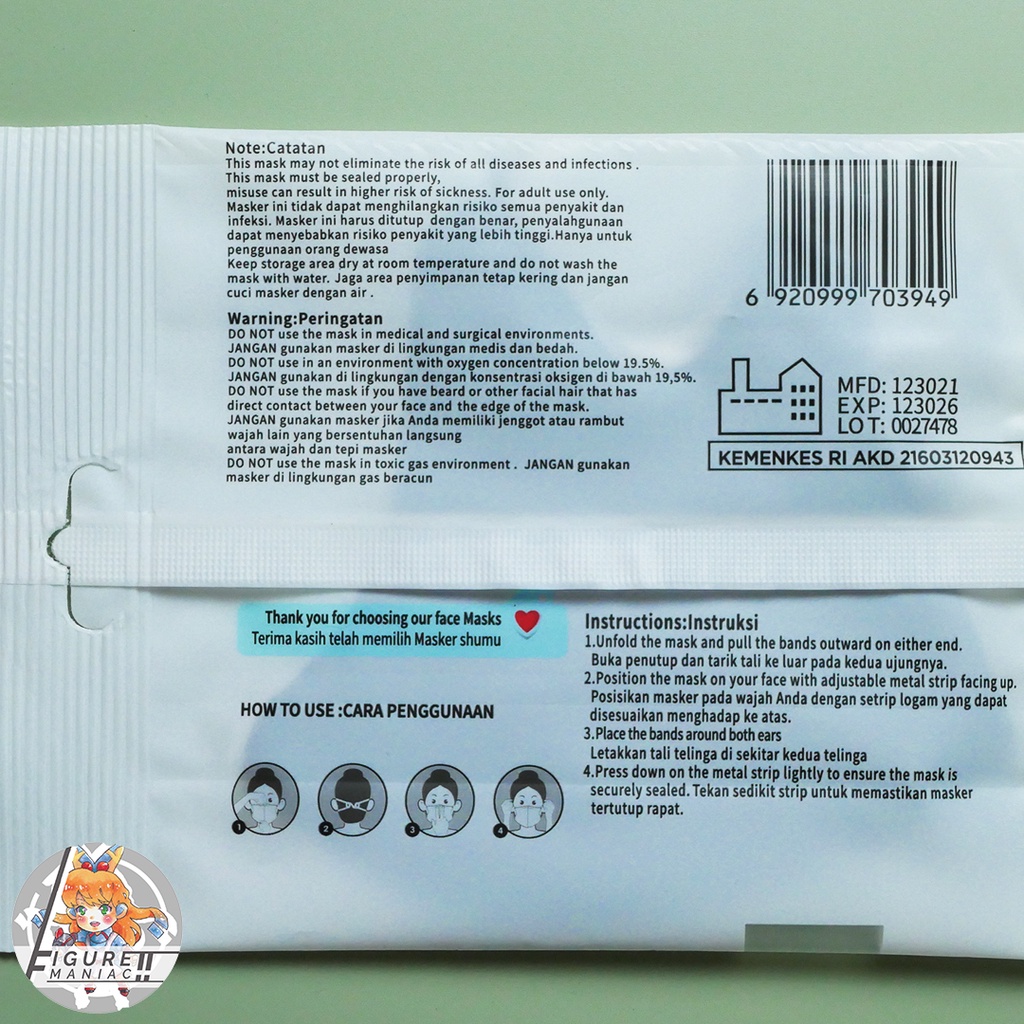 Note:Catatan
This mask may not eliminate the risk of all diseases and infections .
This mask must be sealed properly,
misuse can result in higher risk of sickness. For adult use only.
Masker ini tidak dapat menghilangkan risiko semua penyakit dan
infeksi. Masker ini harus ditutup dengan benar, penyalahgunaan
dapat menyebabkan risiko penyakit yang lebih tinggi.Hanya untuk
penggunaan orang dewasa
Keep storage area dry at room temperature and do not wash the
mask with water. Jaga area penyimpanan tetap kering dan jangan
cuci masker dengan air .
Warning:Peringatan
DO NOT use the mask in medical and surgical environments.
JANGAN gunakan masker di lingkungan medis dan bedah.
DO NOT use in an environment with oxygen concentration below 19.5%.
JANGAN gunakan di lingkungan dengan konsentrasi oksigen di bawah 19,5%.
DO NOT use the mask if you have beard or other facial hair that has
direct contact between your face and the edge of the mask.
JANGAN gunakan masker jika Anda memiliki jenggot atau rambut
wajah lain yang bersentuhan langsung
antara wajah dan tepi masker
DO NOT use the mask in toxic gas environment . JANGAN gunakan
masker di lingkungan gas beracun
6 920999 703949
MFD: 123021
EXP: 123026
LOT: 0027478
KEMENKES RI AKD 21603120943
Thank you for choosing our face Masks
Terima kasih telah memilih Masker shumu
HOW TO USE :CARA PENGGUNAAN
1
2
3
4
Instructions:Instruksi
1.Unfold the mask and pull the bands outward on either end.
Buka penutup dan tarik tali ke luar pada kedua ujungnya.
2.Position the mask on your face with adjustable metal strip facing up.
Posisikan masker pada wajah Anda dengan setrip logam yang dapat
disesuaikan menghadap ke atas.
3.Place the bands around both ears
Letakkan tali telinga di sekitar kedua telinga
4.Press down on the metal strip lightly to ensure the mask is
securely sealed. Tekan sedikit strip untuk memastikan masker
tertutup rapat.
FIGURE
MANIAC!!